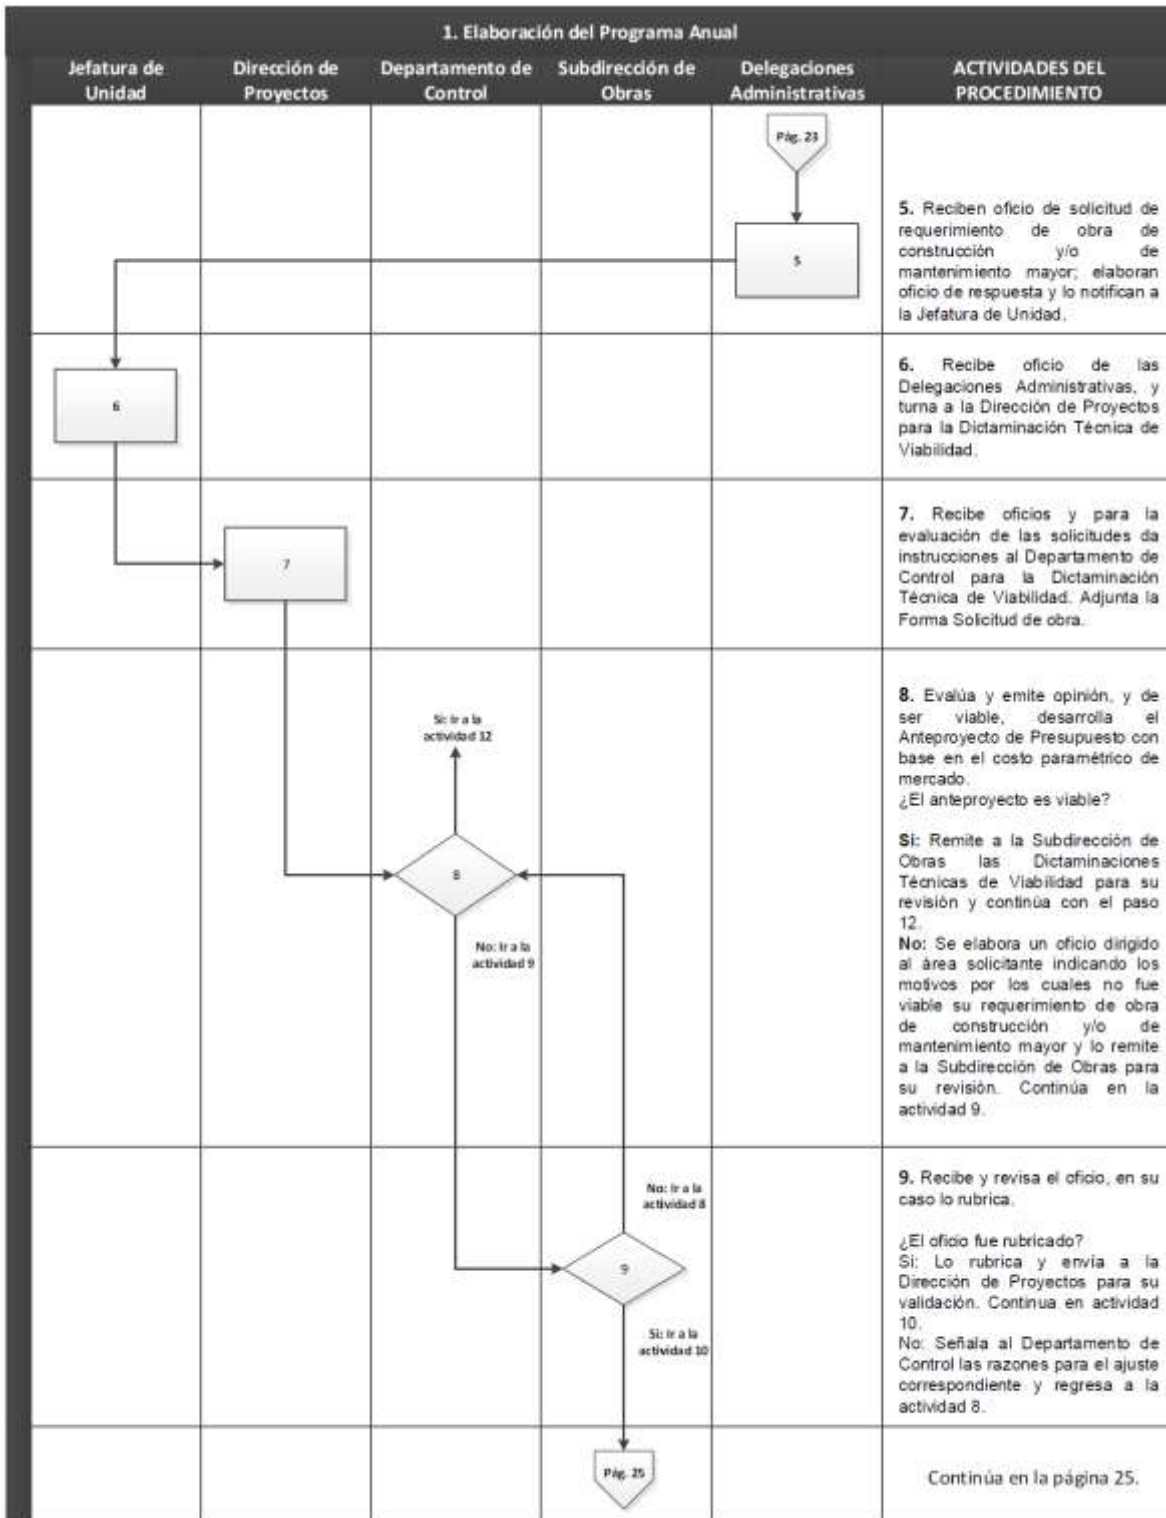 1. Elaboración del Programa Anual
Jefatura de
Unidad
Dirección de
Proyectos
Departamento de
Control
Subdirección de
Obras
Delegaciones
Administrativas
ACTIVIDADES DEL
PROCEDIMIENTO
Pág. 23
5
5. Reciben oficio de solicitud de
requerimiento de obra de
construcción y/o de
mantenimiento mayor; elaboran
oficio de respuesta y lo notifican a
la Jefatura de Unidad.
6
6. Recibe oficio de las
Delegaciones Administrativas, y
turna a la Dirección de Proyectos
para la Dictaminación Técnica de
Viabilidad.
7
7. Recibe oficios y para la
evaluación de las solicitudes da
instrucciones al Departamento de
Control para la Dictaminación
Técnica de Viabilidad. Adjunta la
Forma Solicitud de obra.
Si: Ir a la
actividad 12
8
No: Ir a la
actividad 9
8. Evalúa y emite opinión, y de
ser viable, desarrolla el
Anteproyecto de Presupuesto con
base en el costo paramétrico de
mercado.
¿El anteproyecto es viable?
Si: Remite a la Subdirección de
Obras las Dictaminaciones
Técnicas de Viabilidad para su
revisión y continúa con el paso
12.
No: Se elabora un oficio dirigido
al área solicitante indicando los
motivos por los cuales no fue
viable su requerimiento de obra
de construcción y/o de
mantenimiento mayor y lo remite
a la Subdirección de Obras para
su revisión. Continúa en la
actividad 9.
No: Ir a la
actividad 8
9
Si: Ir a la
actividad 10
9. Recibe y revisa el oficio, en su
caso lo rubrica.
¿El oficio fue rubricado?
Si: Lo rubrica y envía a la
Dirección de Proyectos para su
validación. Continua en actividad
10.
No: Señala al Departamento de
Control las razones para el ajuste
correspondiente y regresa a la
actividad 8.
Pág. 25
Continúa en la página 25.